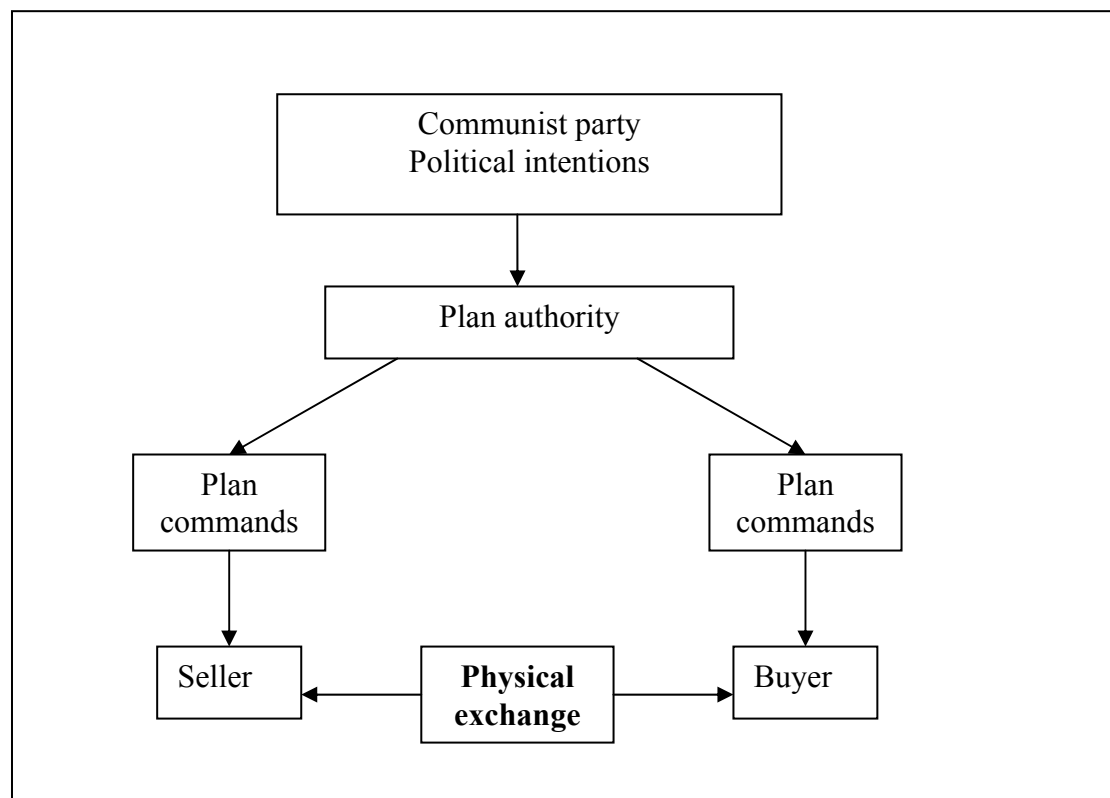 Communist party
Political intentions
Plan authority
Plan
commands
Plan
commands
Seller
Physical
exchange
Buyer